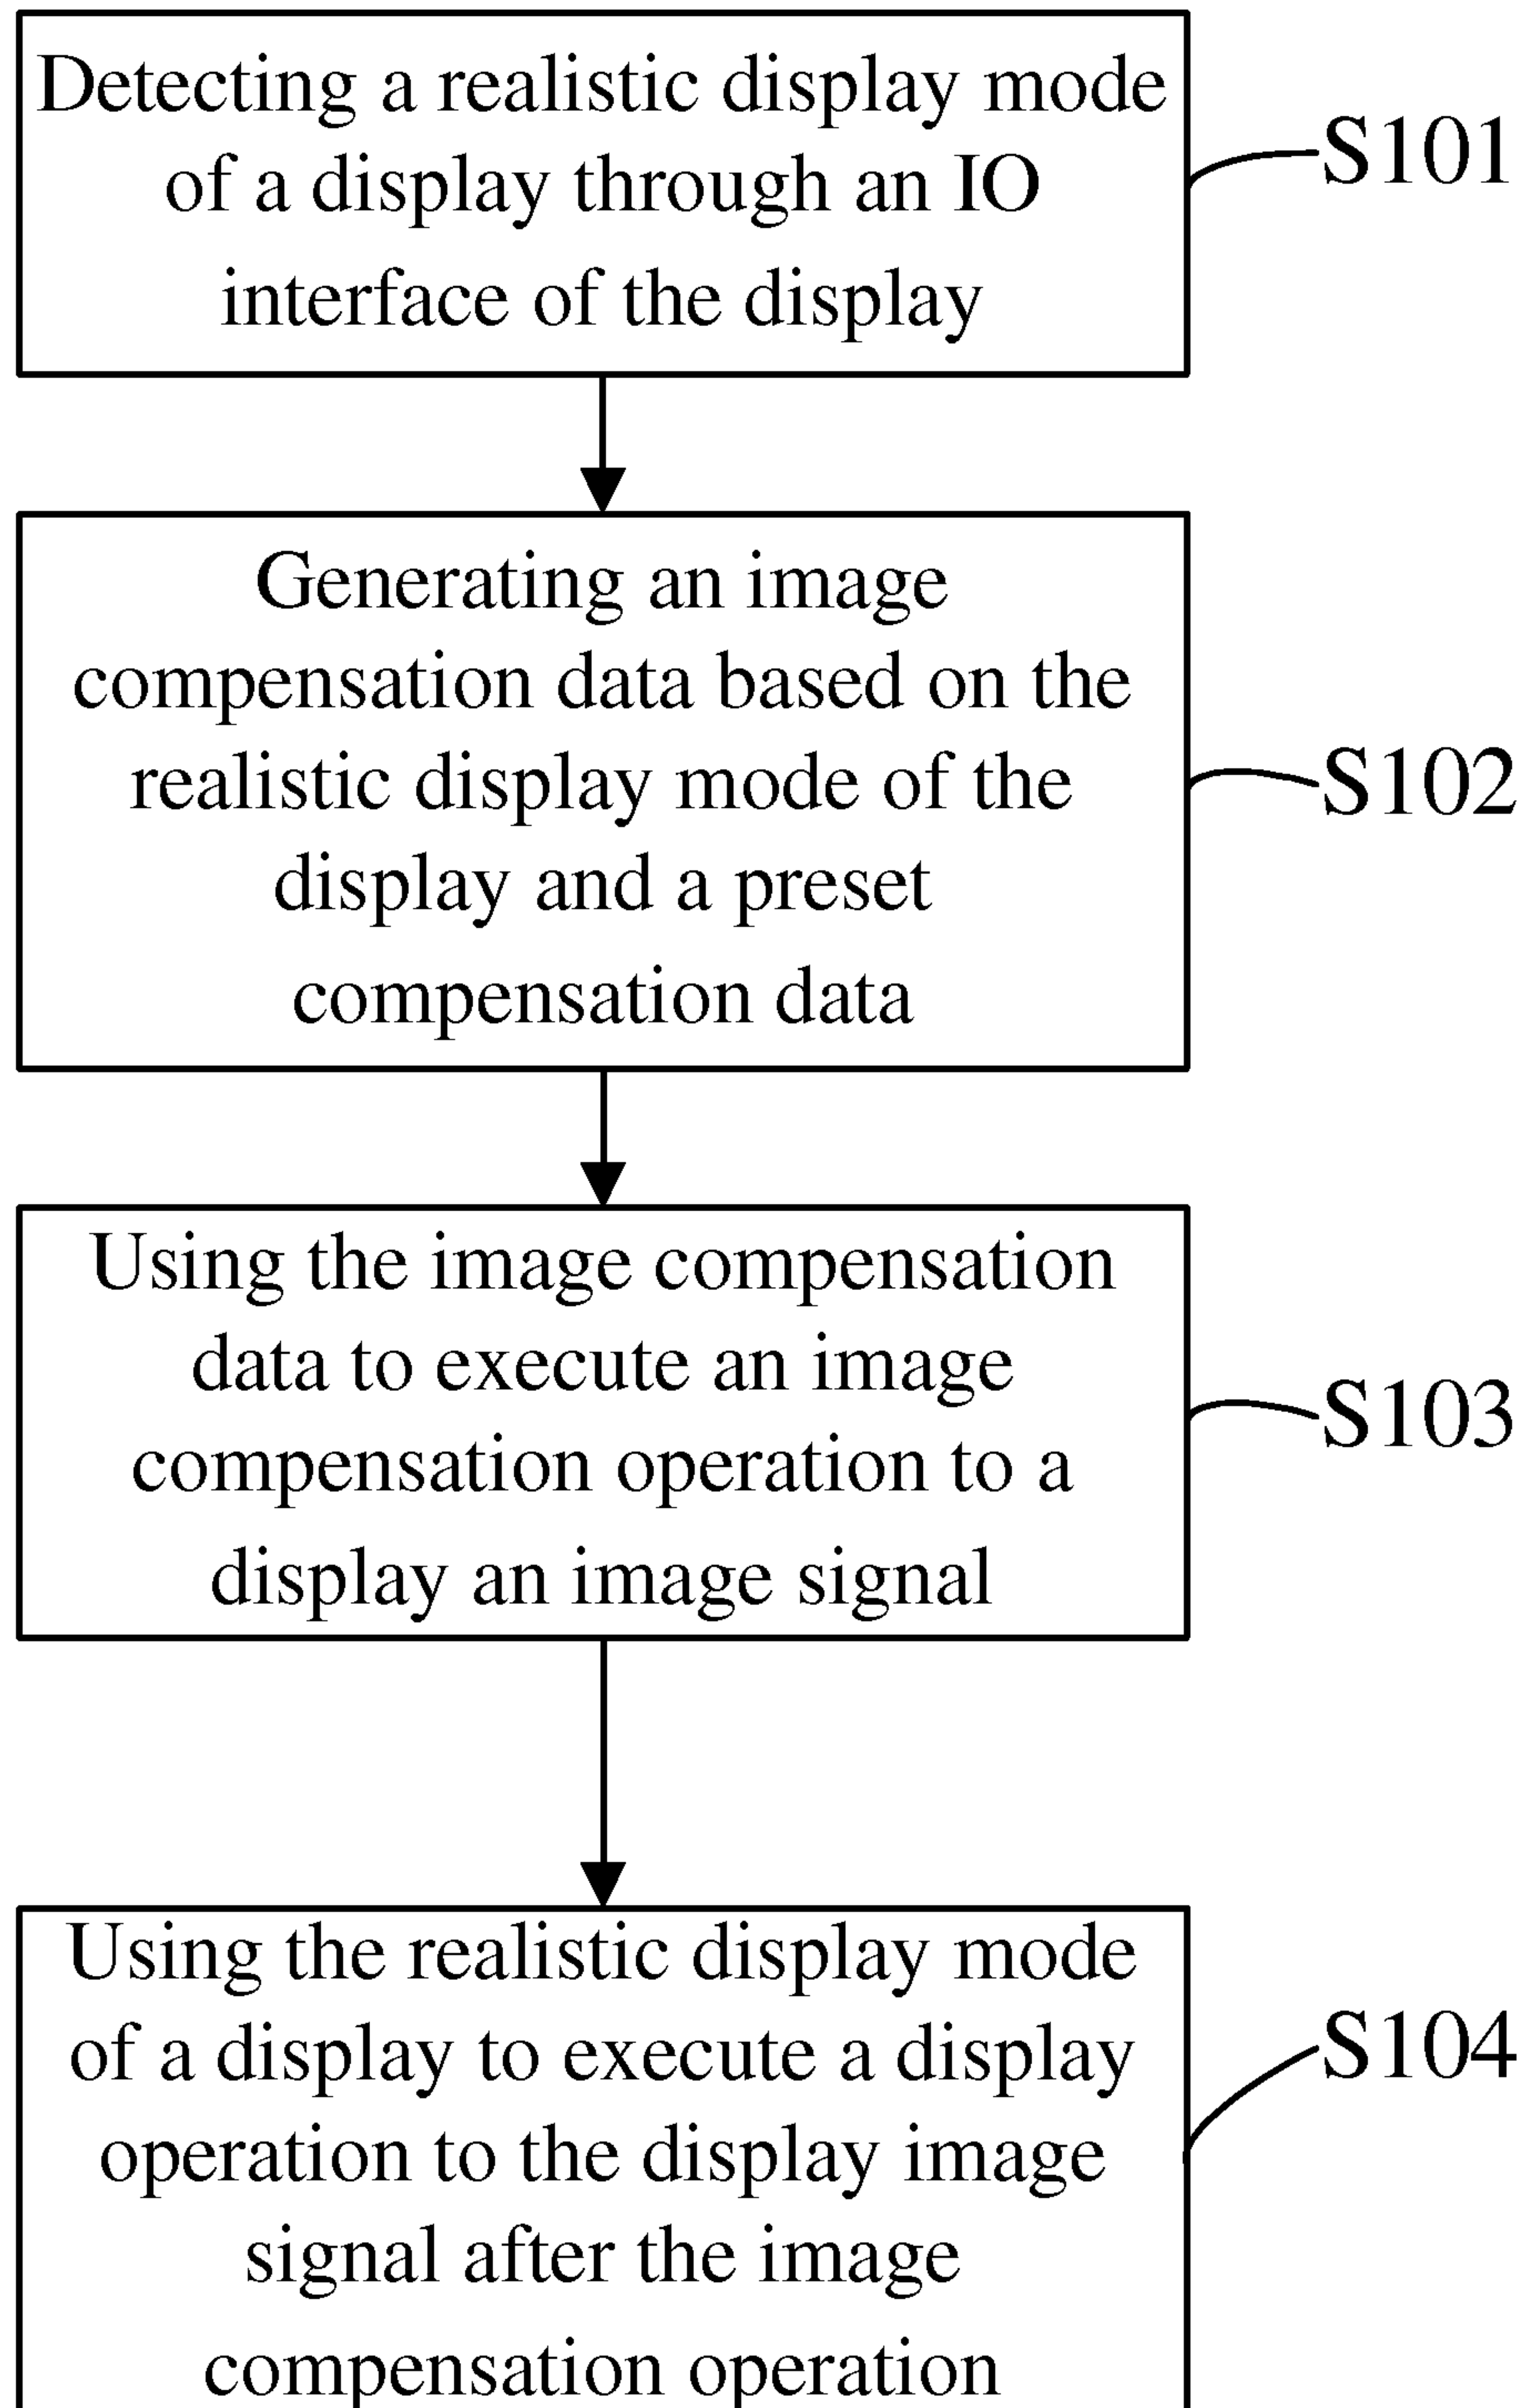 Detecting a realistic display mode
of a display through an IO
interface of the display
S101
Generating an image
compensation data based on the
realistic display mode of the
display and a preset
compensation data
S102
Using the image compensation
data to execute an image
compensation operation to a
display an image signal
S103
Using the realistic display mode
of a display to execute a display
operation to the display image
signal after the image
compensation operation
S104